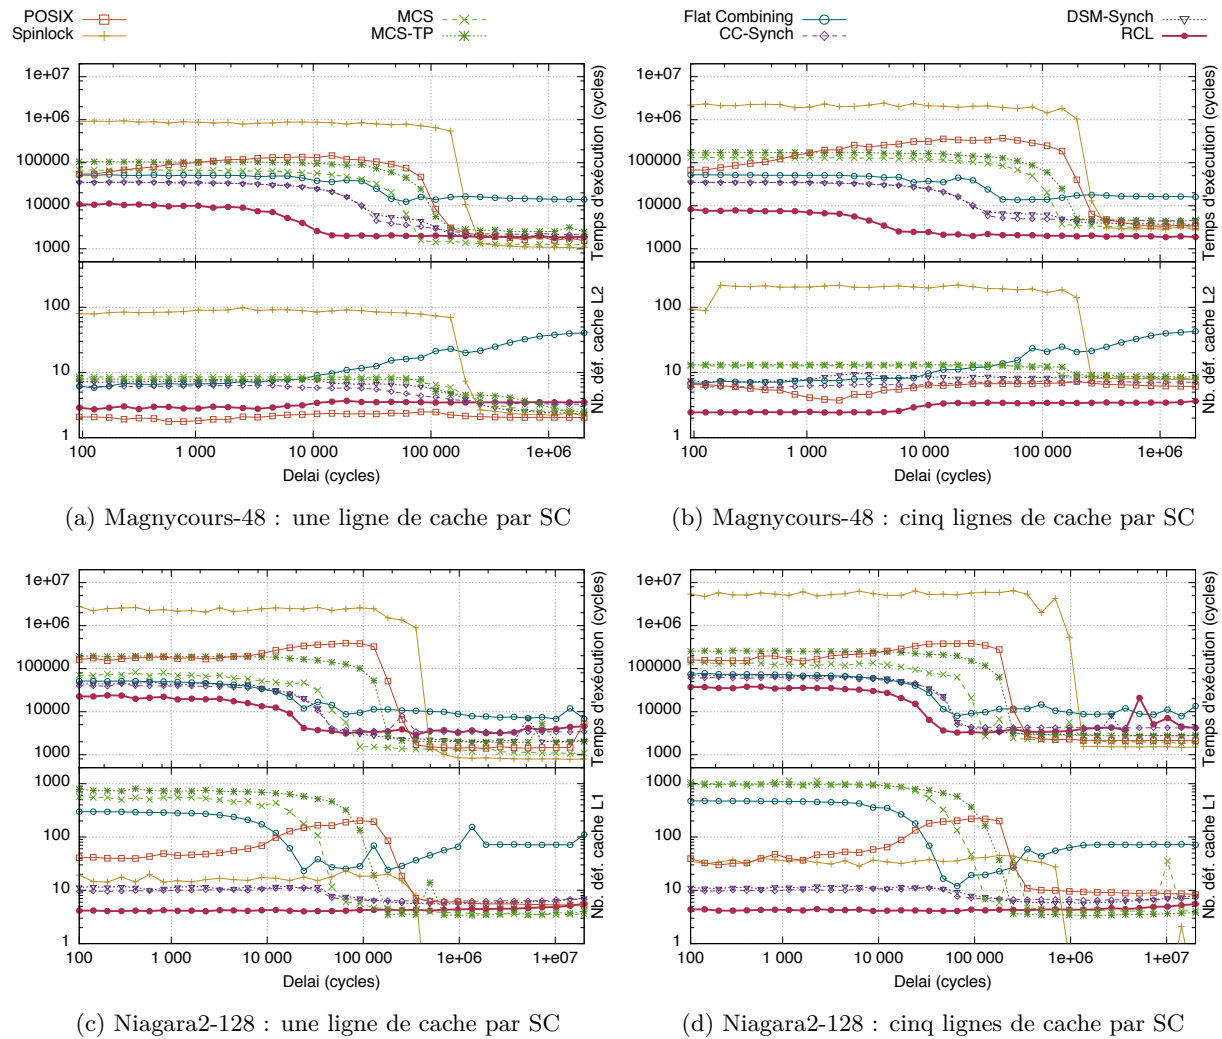 POSIX
Spinlock
MCS
MCS-TP
Flat Combining
CC-Synch
DSM-Synch
RCL
1e+07
1e+06
100000
10000
1000
Temps d'exécution (cycles)
100
10
1
Nb. déf. cache L2
100
1 000
10 000
100 000
1e+06
Delai (cycles)
(a) Magnycours-48 : une ligne de cache par SC
1e+07
1e+06
100000
10000
1000
Temps d'exécution (cycles)
100
10
1
Nb. déf. cache L2
100
1 000
10 000
100 000
1e+06
Delai (cycles)
(b) Magnycours-48 : cinq lignes de cache par SC
1e+07
1e+06
100000
10000
1000
Temps d'exécution (cycles)
1000
100
10
1
Nb. déf. cache L1
100
1 000
10 000
100 000
1e+06
1e+07
Delai (cycles)
(c) Niagara2-128 : une ligne de cache par SC
1e+07
1e+06
100000
10000
1000
Temps d'exécution (cycles)
1000
100
10
1
Nb. déf. cache L1
100
1 000
10 000
100 000
1e+06
1e+07
Delai (cycles)
(d) Niagara2-128 : cinq lignes de cache par SC